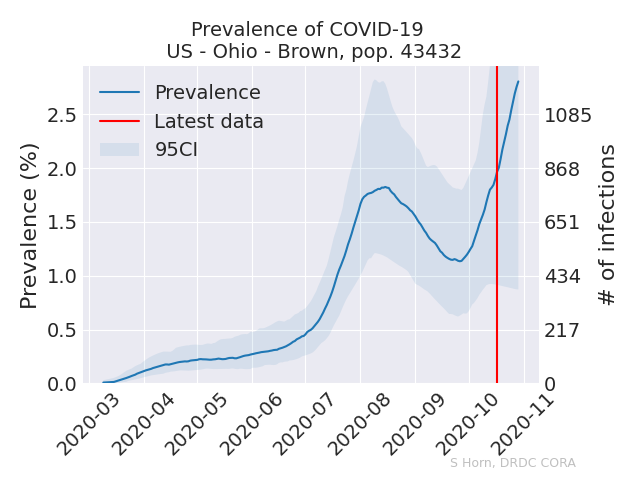 Prevalence of COVID-19
US - Ohio - Brown, pop. 43432
Prevalence
Latest data
95CI
Prevalence (%)
2.5
2.0
1.5
1.0
0.5
0.0
1085
868
651
434
217
0
# of infections
2020-03
2020-04
2020-05
2020-06
2020-07
2020-08
2020-09
2020-10
2020-11
S Horn, DRDC CORA